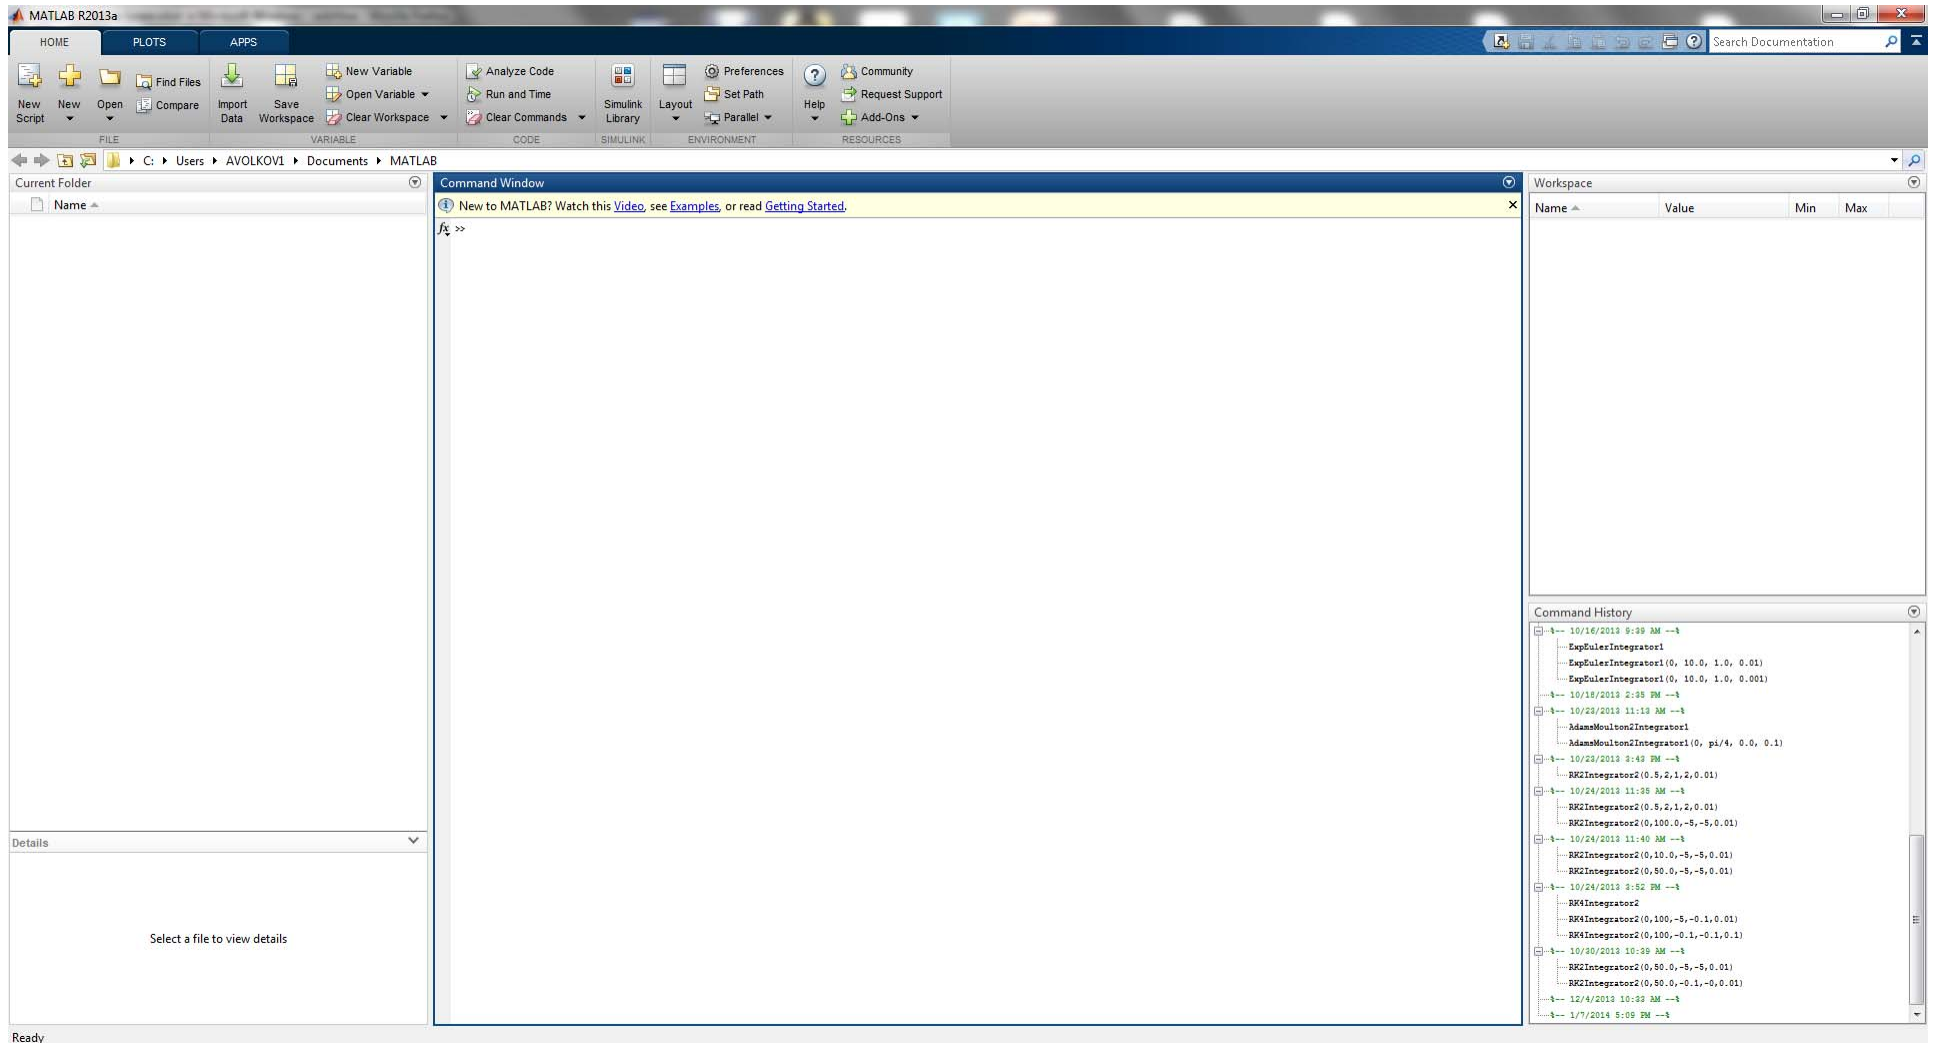 MATLAB R2013a
HOME PLOTS APPS
Search Documentation
New Script
New
Open
Find Files
Compare
FILE
Import Data
Save Workspace
New Variable
Open Variable
Clear Workspace
VARIABLE
Analyze Code
Run and Time
Clear Commands
CODE
Simulink Library
SIMULINK
Layout
Preferences
Set Path
Parallel
ENVIRONMENT
Help
Community
Request Support
Add-Ons
RESOURCES
C: Users AVOLKOV1 Documents MATLAB
Current Folder
Name
Details
Select a file to view details
Command Window
New to MATLAB? Watch this Video, see Examples, or read Getting Started.
fx >>
Workspace
Name Value Min Max
Command History
%-- 10/16/2013 9:39 AM --%
ExpEulerIntegrator1
ExpEulerIntegrator1(0, 10.0, 1.0, 0.01)
ExpEulerIntegrator1(0, 10.0, 1.0, 0.001)
%-- 10/18/2013 2:35 PM --%
%-- 10/23/2013 11:13 AM --%
AdamsMoulton2Integrator1
AdamsMoulton2Integrator1(0, pi/4, 0.0, 0.1)
%-- 10/23/2013 3:43 PM --%
RK2Integrator2(0.5,2,1,2,0.01)
%-- 10/24/2013 11:35 AM --%
RK2Integrator2(0.5,2,1,2,0.01)
RK2Integrator2(0,100.0,-5,-5,0.01)
%-- 10/24/2013 11:40 AM --%
RK2Integrator2(0,10.0,-5,-5,0.01)
RK2Integrator2(0,50.0,-5,-5,0.01)
%-- 10/24/2013 3:52 PM --%
RK4Integrator2
RK4Integrator2(0,100,-5,-0.1,0.01)
RK4Integrator2(0,100,-0.1,-0.1,0.1)
%-- 10/30/2013 10:39 AM --%
RK2Integrator2(0,50.0,-5,-5,0.01)
RK2Integrator2(0,50.0,-0.1,-0,0.01)
%-- 12/4/2013 10:33 AM --%
%-- 1/7/2014 5:09 PM --%
Ready